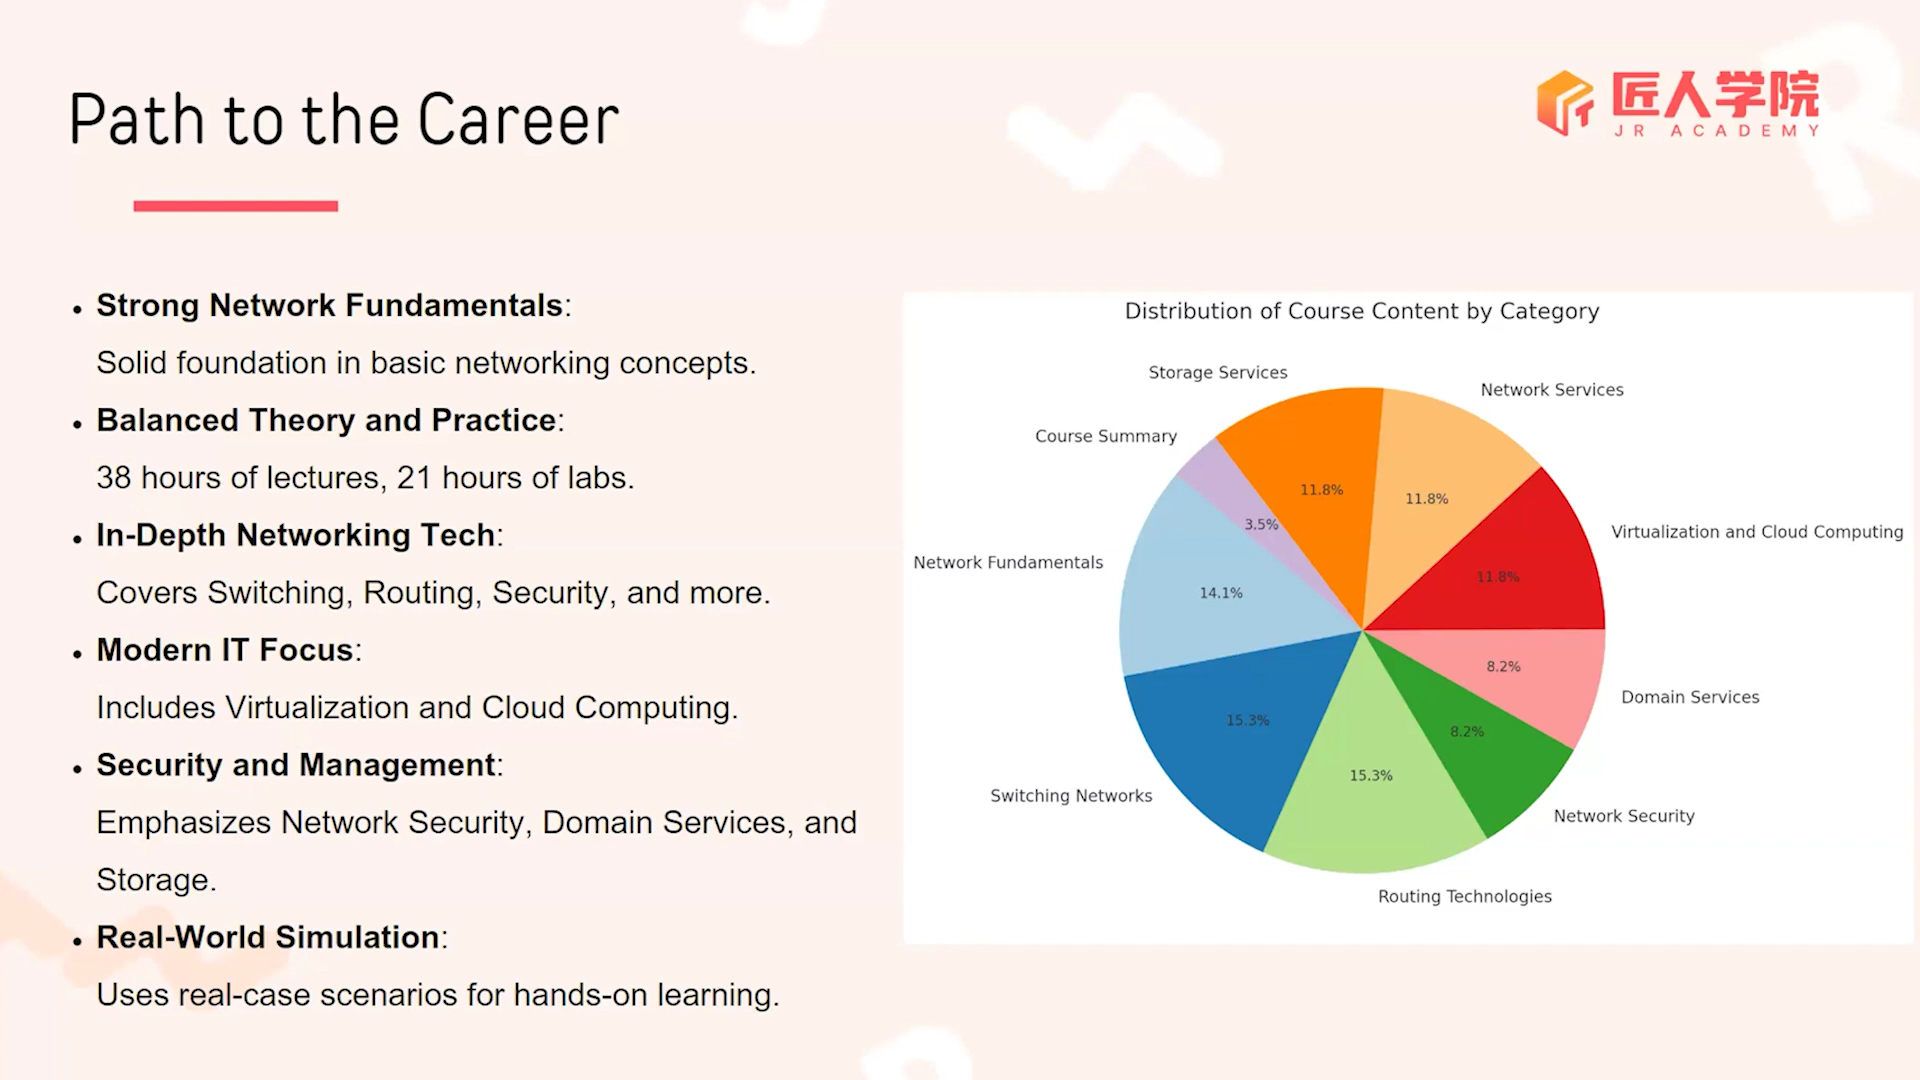 Path to the Career
匠人学院
JR ACADEMY
• Strong Network Fundamentals:
Solid foundation in basic networking concepts.
• Balanced Theory and Practice:
38 hours of lectures, 21 hours of labs.
• In-Depth Networking Tech:
Covers Switching, Routing, Security, and more.
• Modern IT Focus:
Includes Virtualization and Cloud Computing.
• Security and Management:
Emphasizes Network Security, Domain Services, and
Storage.
• Real-World Simulation:
Uses real-case scenarios for hands-on learning.
Distribution of Course Content by Category
Storage Services
Network Services
Course Summary
11.8%
11.8%
3.5%
Virtualization and Cloud Computing
Network Fundamentals
11.8%
14.1%
8.2%
Domain Services
15.3%
8.2%
15.3%
Switching Networks
Network Security
Routing Technologies